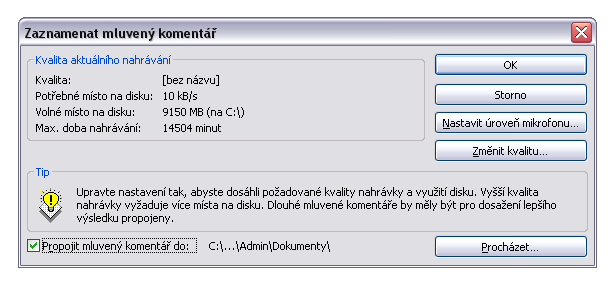 Zaznamenat mluvený komentář
Kvalita aktuálního nahrávání
Kvalita: [bez názvu]
Potřebné místo na disku: 10 kB/s
Volné místo na disku: 9150 MB (na C:\)
Max. doba nahrávání: 14504 minut
OK
Storno
Nastavit úroveň mikrofonu...
Změnit kvalitu...
Tip
Upravte nastavení tak, abyste dosáhli požadované kvality nahrávky a využití disku. Vyšší kvalita
nahrávky vyžaduje více místa na disku. Dlouhé mluvené komentáře by měly být pro dosažení lepšího
výsledku propojeny.
Propojit mluvený komentář do: C:\...\Admin\Dokumenty\
Procházet...